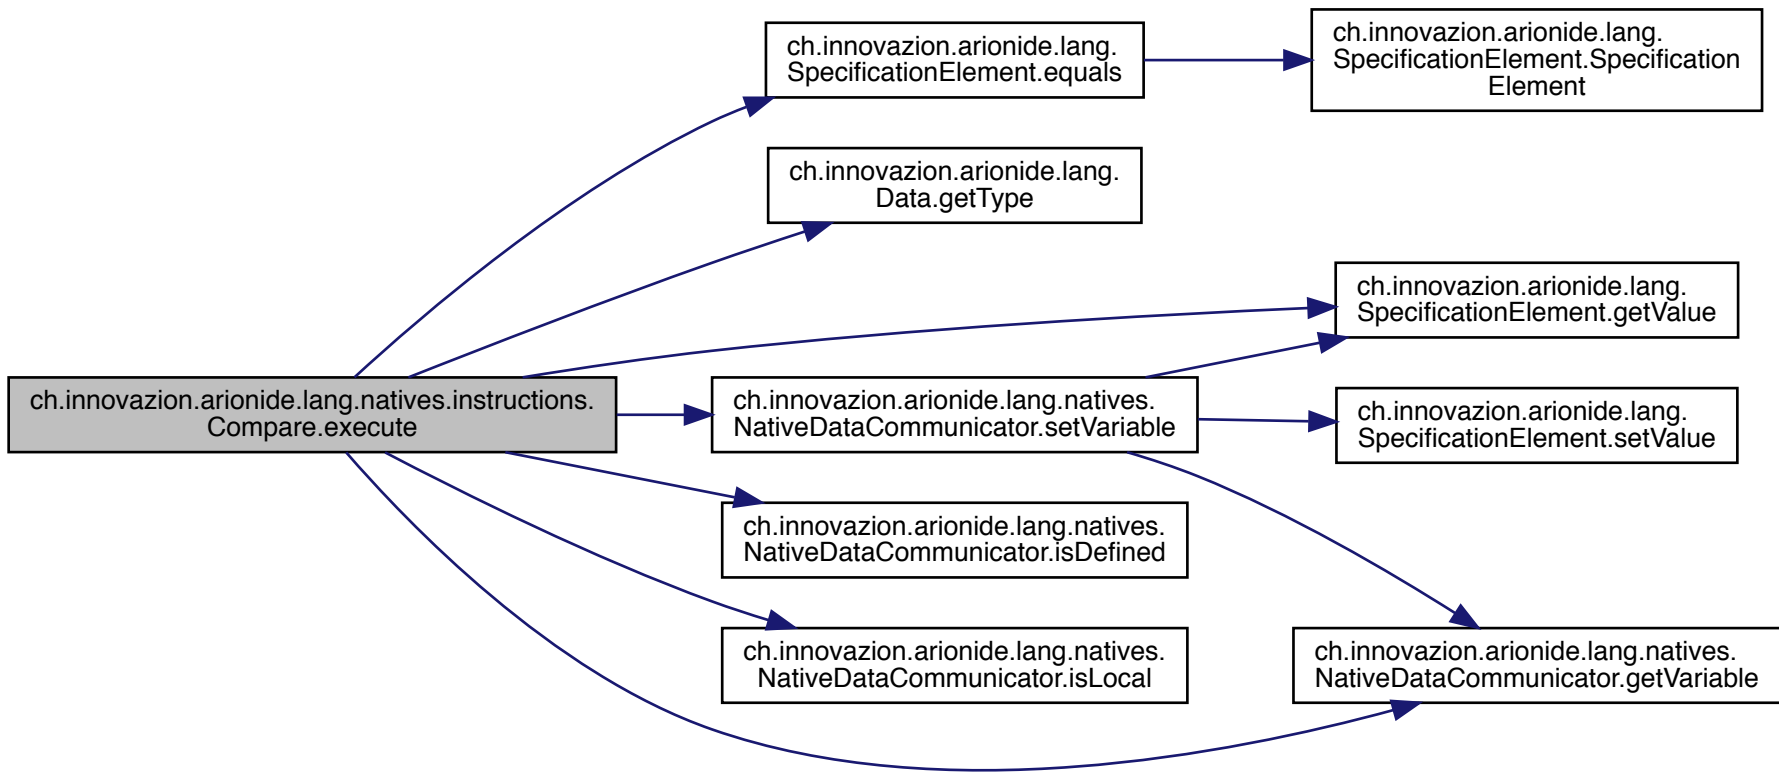 ch.innovazion.arionide.lang.
SpecificationElement.equals
ch.innovazion.arionide.lang.
SpecificationElement.Specification
Element
ch.innovazion.arionide.lang.
Data.getType
ch.innovazion.arionide.lang.
SpecificationElement.getValue
ch.innovazion.arionide.lang.natives.instructions.
Compare.execute
ch.innovazion.arionide.lang.natives.
NativeDataCommunicator.setVariable
ch.innovazion.arionide.lang.
SpecificationElement.setValue
ch.innovazion.arionide.lang.natives.
NativeDataCommunicator.isDefined
ch.innovazion.arionide.lang.natives.
NativeDataCommunicator.isLocal
ch.innovazion.arionide.lang.natives.
NativeDataCommunicator.getVariable